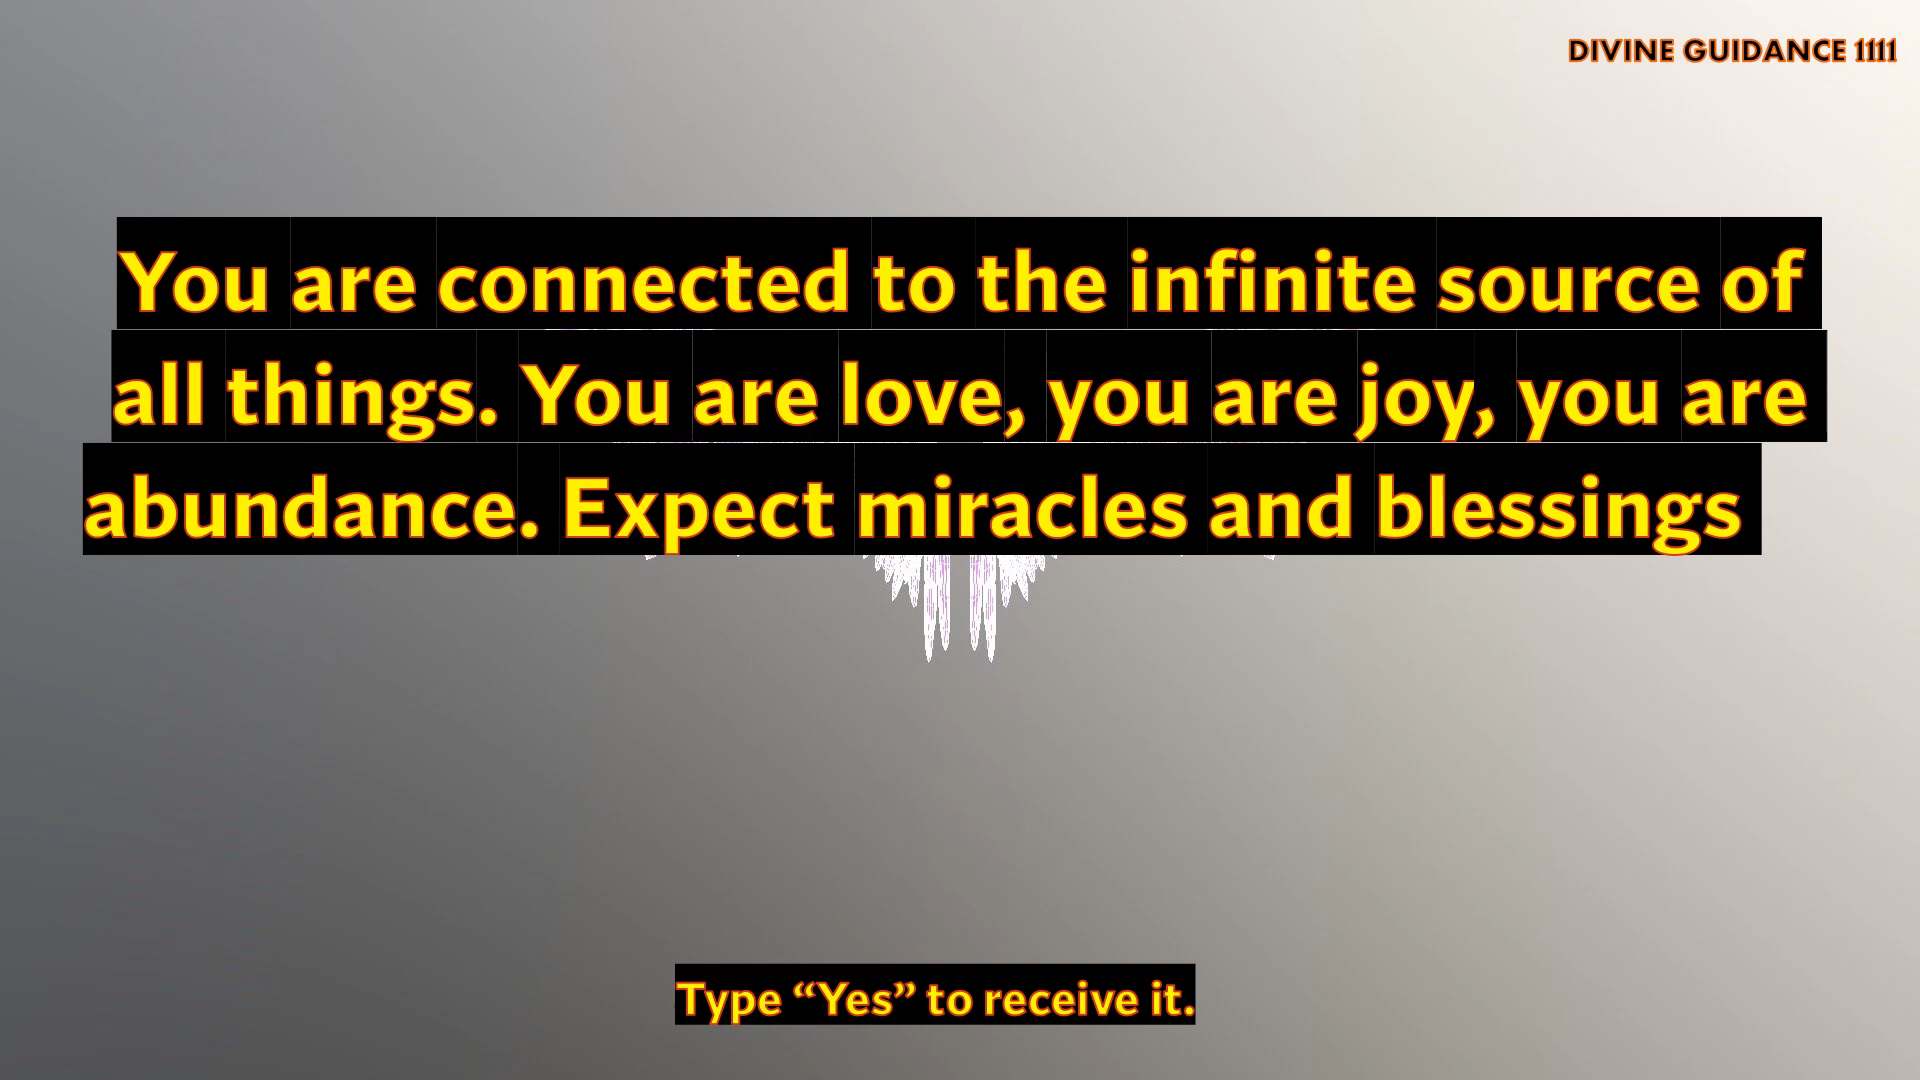 DIVINE GUIDANCE 1111
You are connected to the infinite source of
all things. You are love, you are joy, you are
abundance. Expect miracles and blessings
Type “Yes” to receive it.